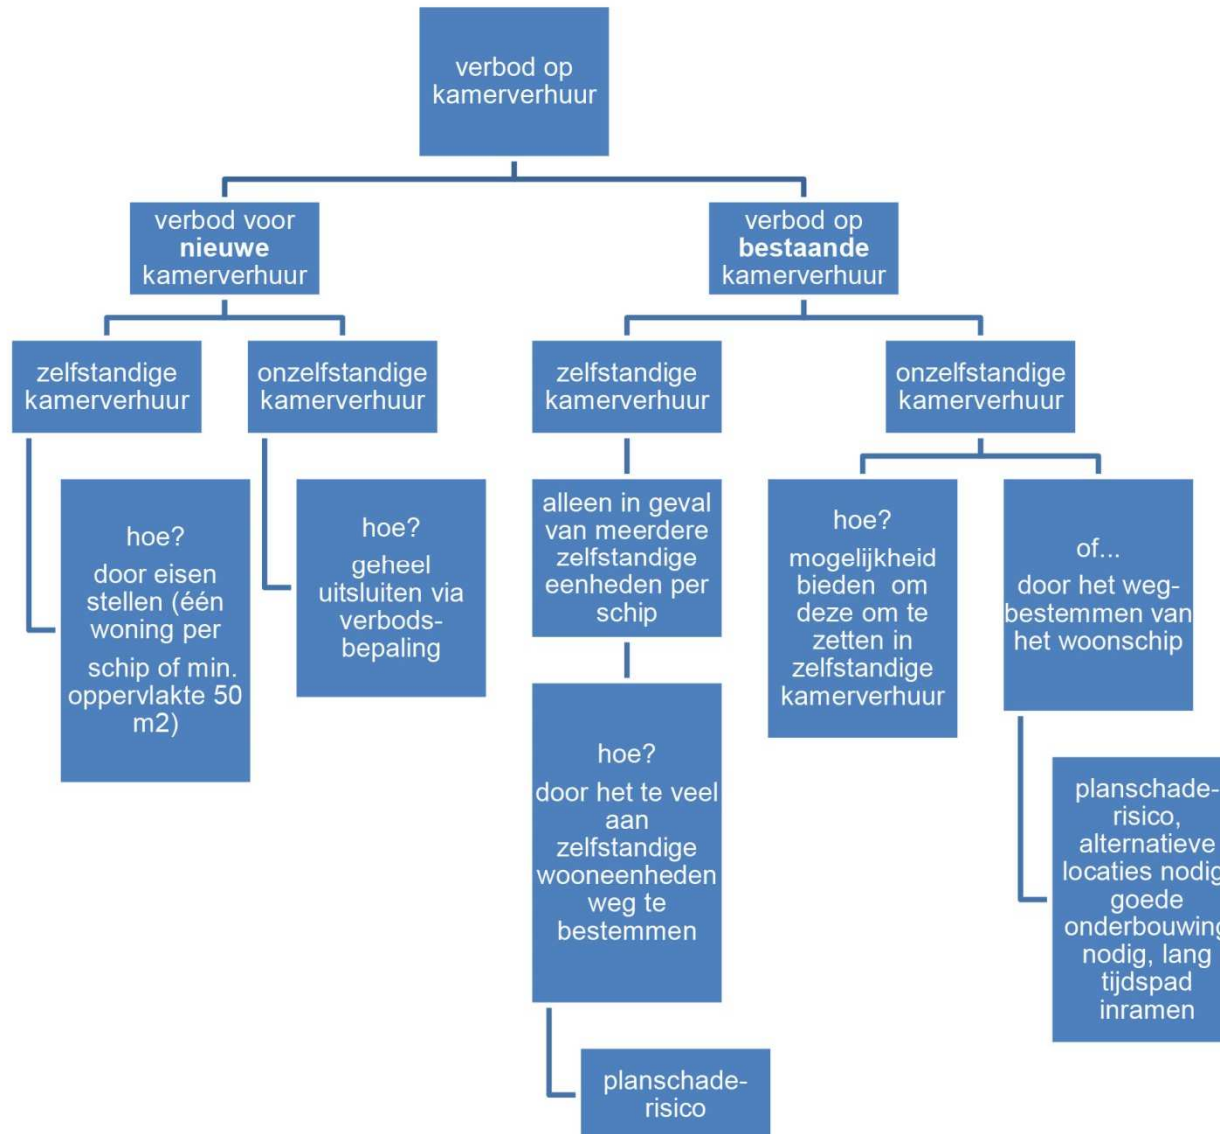 verbod op
kamerverhuur
verbod voor
nieuwe
kamerverhuur
verbod op
bestaande
kamerverhuur
zelfstandige
kamerverhuur
onzelfstandige
kamerverhuur
zelfstandige
kamerverhuur
onzelfstandige
kamerverhuur
hoe?
door eisen
stellen (één
woning per
schip of min.
oppervlakte 50
m2)
hoe?
geheel
uitsluiten via
verbods-
bepaling
alleen in geval
van meerdere
zelfstandige
eenheden per
schip
hoe?
mogelijkheid
bieden om
deze om te
zetten in
zelfstandige
kamerverhuur
of...
door het weg-
bestemmen van
het woonschip
hoe?
door het te veel
aan
zelfstandige
wooneenheden
weg te
bestemmen
planschade-
risico,
alternatieve
locaties nodig
goede
onderbouwing
nodig, lang
tijdspad
inramen
planschade-
risico